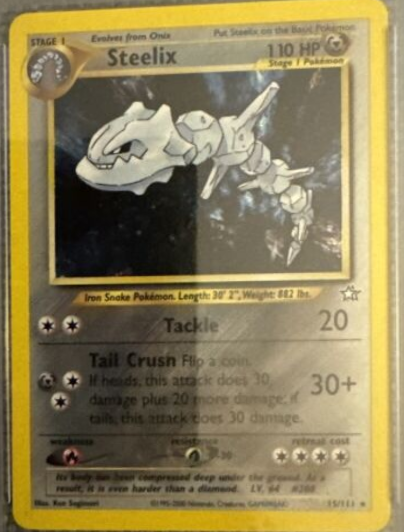 STAGE 1
Evolves from Onix
Put Steelix on the Basic Pokémon
Steelix
110 HP
Stage 1 Pokémon
Iron Snake Pokémon. Length: 30' 2", Weight: 882 lbs.
Tackle 20
Tail Crush Flip a coin.
If heads, this attack does 30
damage plus 20 more damage; if
tails, this attack does 30 damage.
30+
weakness
resistance
retreat cost
-30
Its body has been compressed deep under the ground. As a
result, it is even harder than a diamond. LV. 64 #208
Illus. Ken Sugimori
©1995-2000 Nintendo, Creatures, GAMEFREAK
15/111 ★